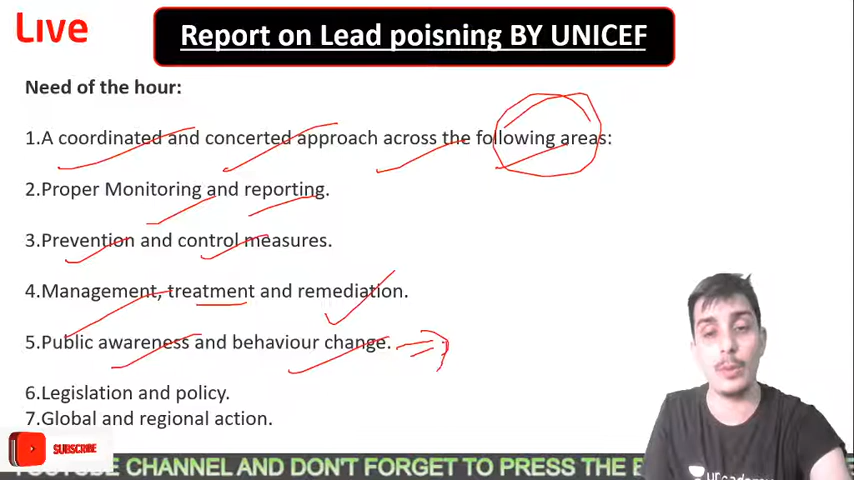 Live
Report on Lead poisning BY UNICEF
Need of the hour:
1.A coordinated and concerted approach across the following areas:
2.Proper Monitoring and reporting.
3.Prevention and control measures.
4.Management, treatment and remediation.
5.Public awareness and behaviour change.
6.Legislation and policy.
7.Global and regional action.
SUBSCRIBE
YOUTUBE CHANNEL AND DON'T FORGET TO PRESS THE